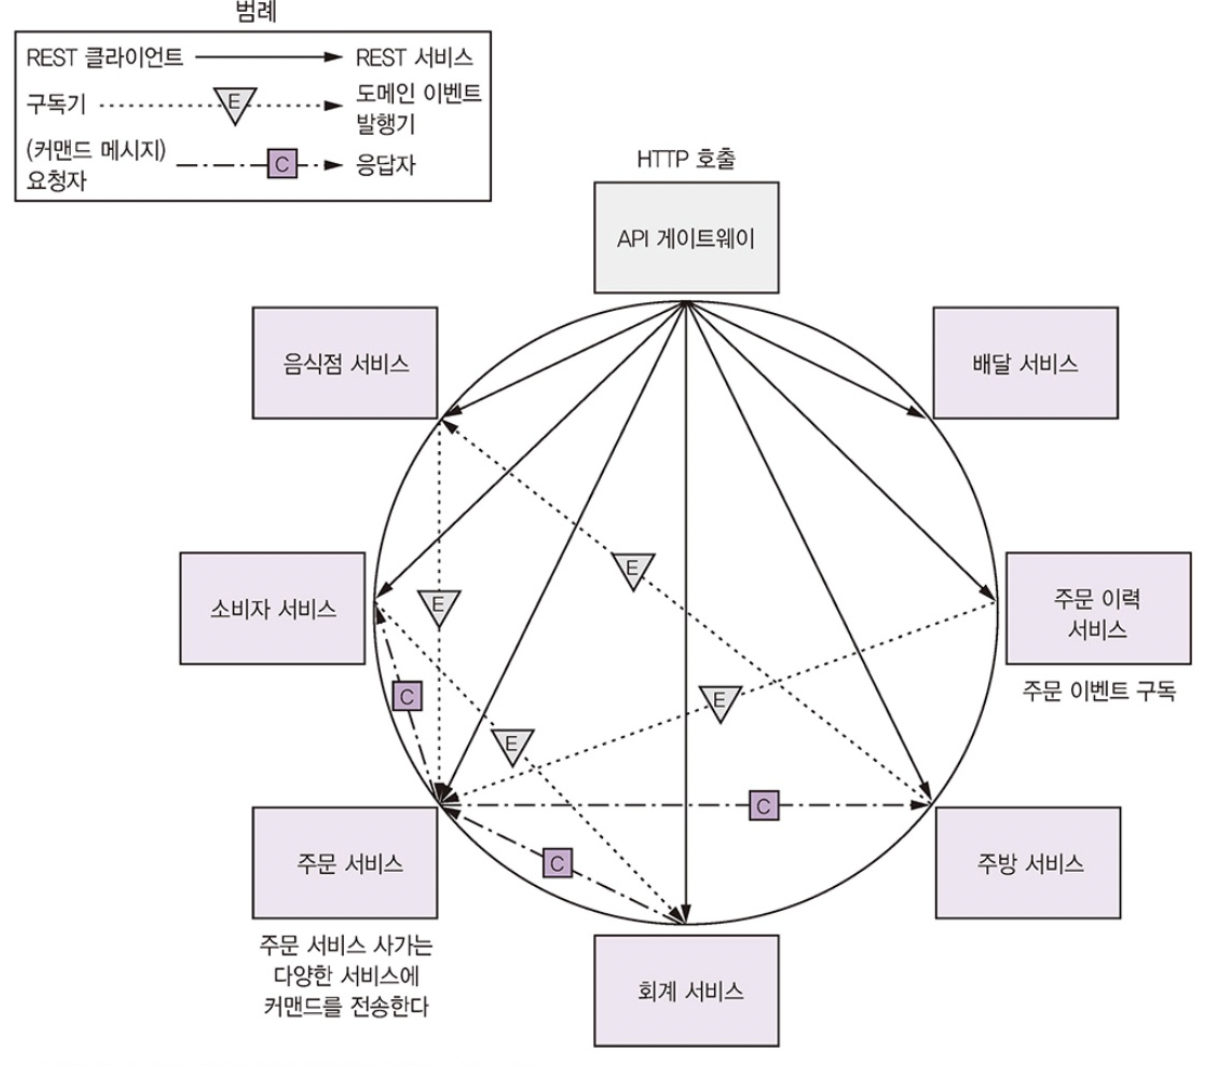 범례
REST 클라이언트
REST 서비스
구독기
E
도메인 이벤트
발행기
(커맨드 메시지)
요청자
C
응답자
HTTP 호출
API 게이트웨이
음식점 서비스
배달 서비스
E
소비자 서비스
E
주문 이력
서비스
주문 이벤트 구독
C
E
E
C
주문 서비스
C
주방 서비스
주문 서비스 사가는
다양한 서비스에
커맨드를 전송한다
회계 서비스